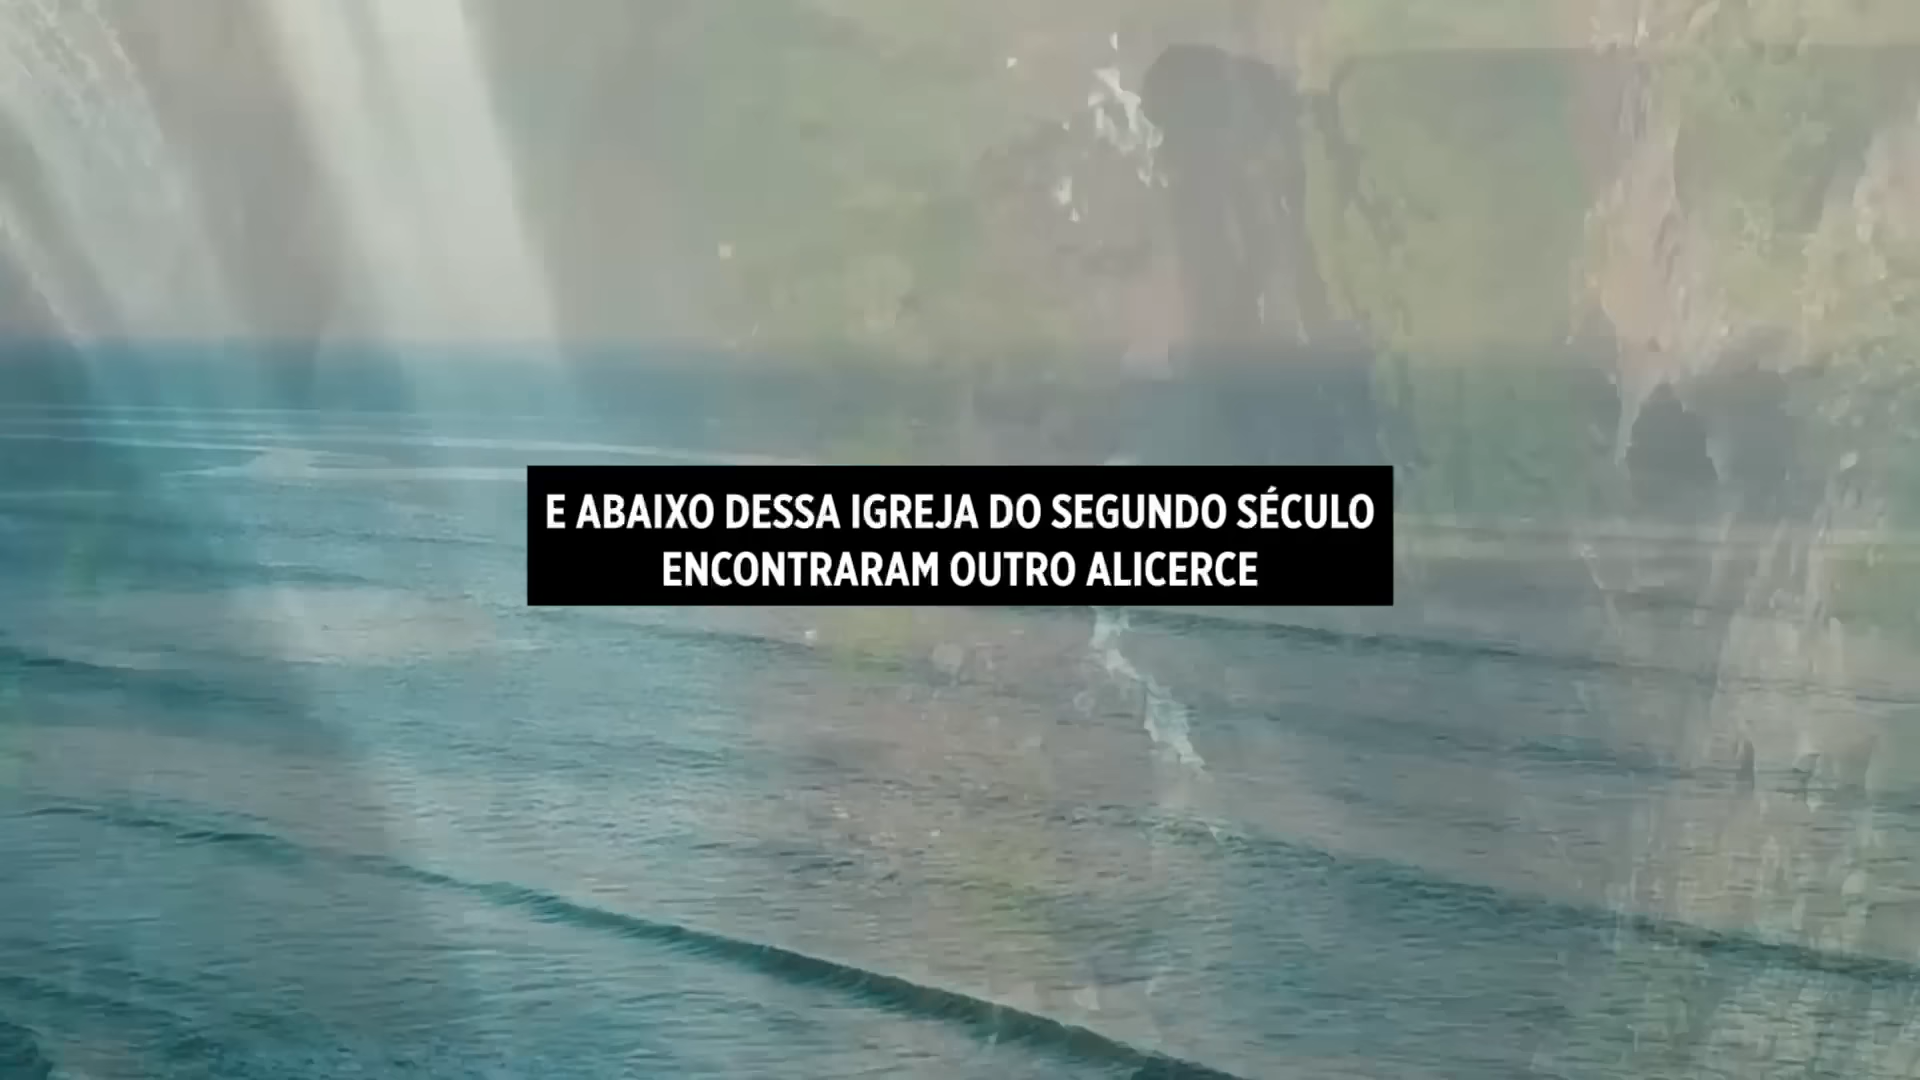 E ABAIXO DESSA IGREJA DO SEGUNDO SÉCULO
ENCONTRARAM OUTRO ALICERCE